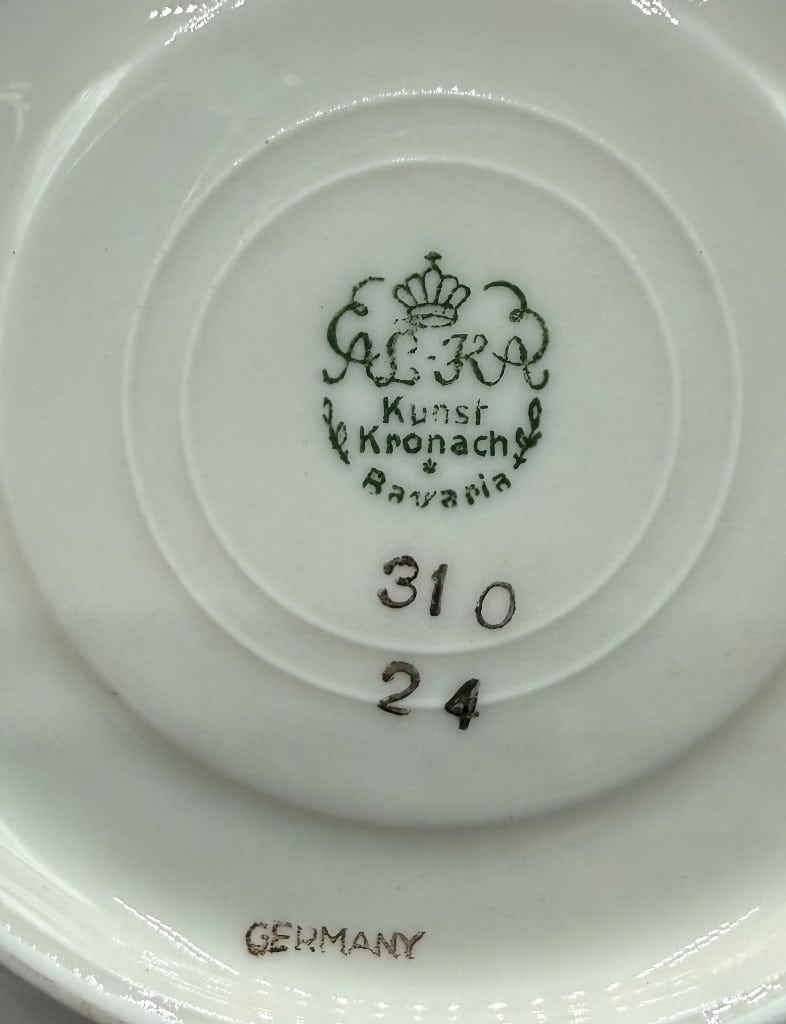 AL-KA
Kunst
Kronach
Bavaria
310
24
GERMANY